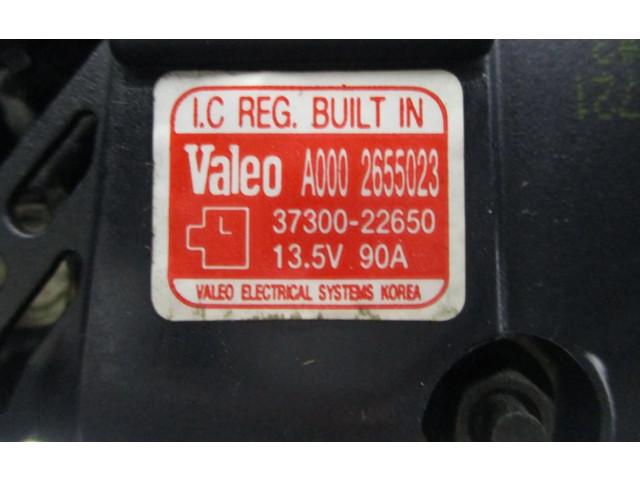 I.C REG. BUILT IN
Valeo A000 2655023
L 37300-22650
13.5V 90A
VALEO ELECTRICAL SYSTEMS KOREA